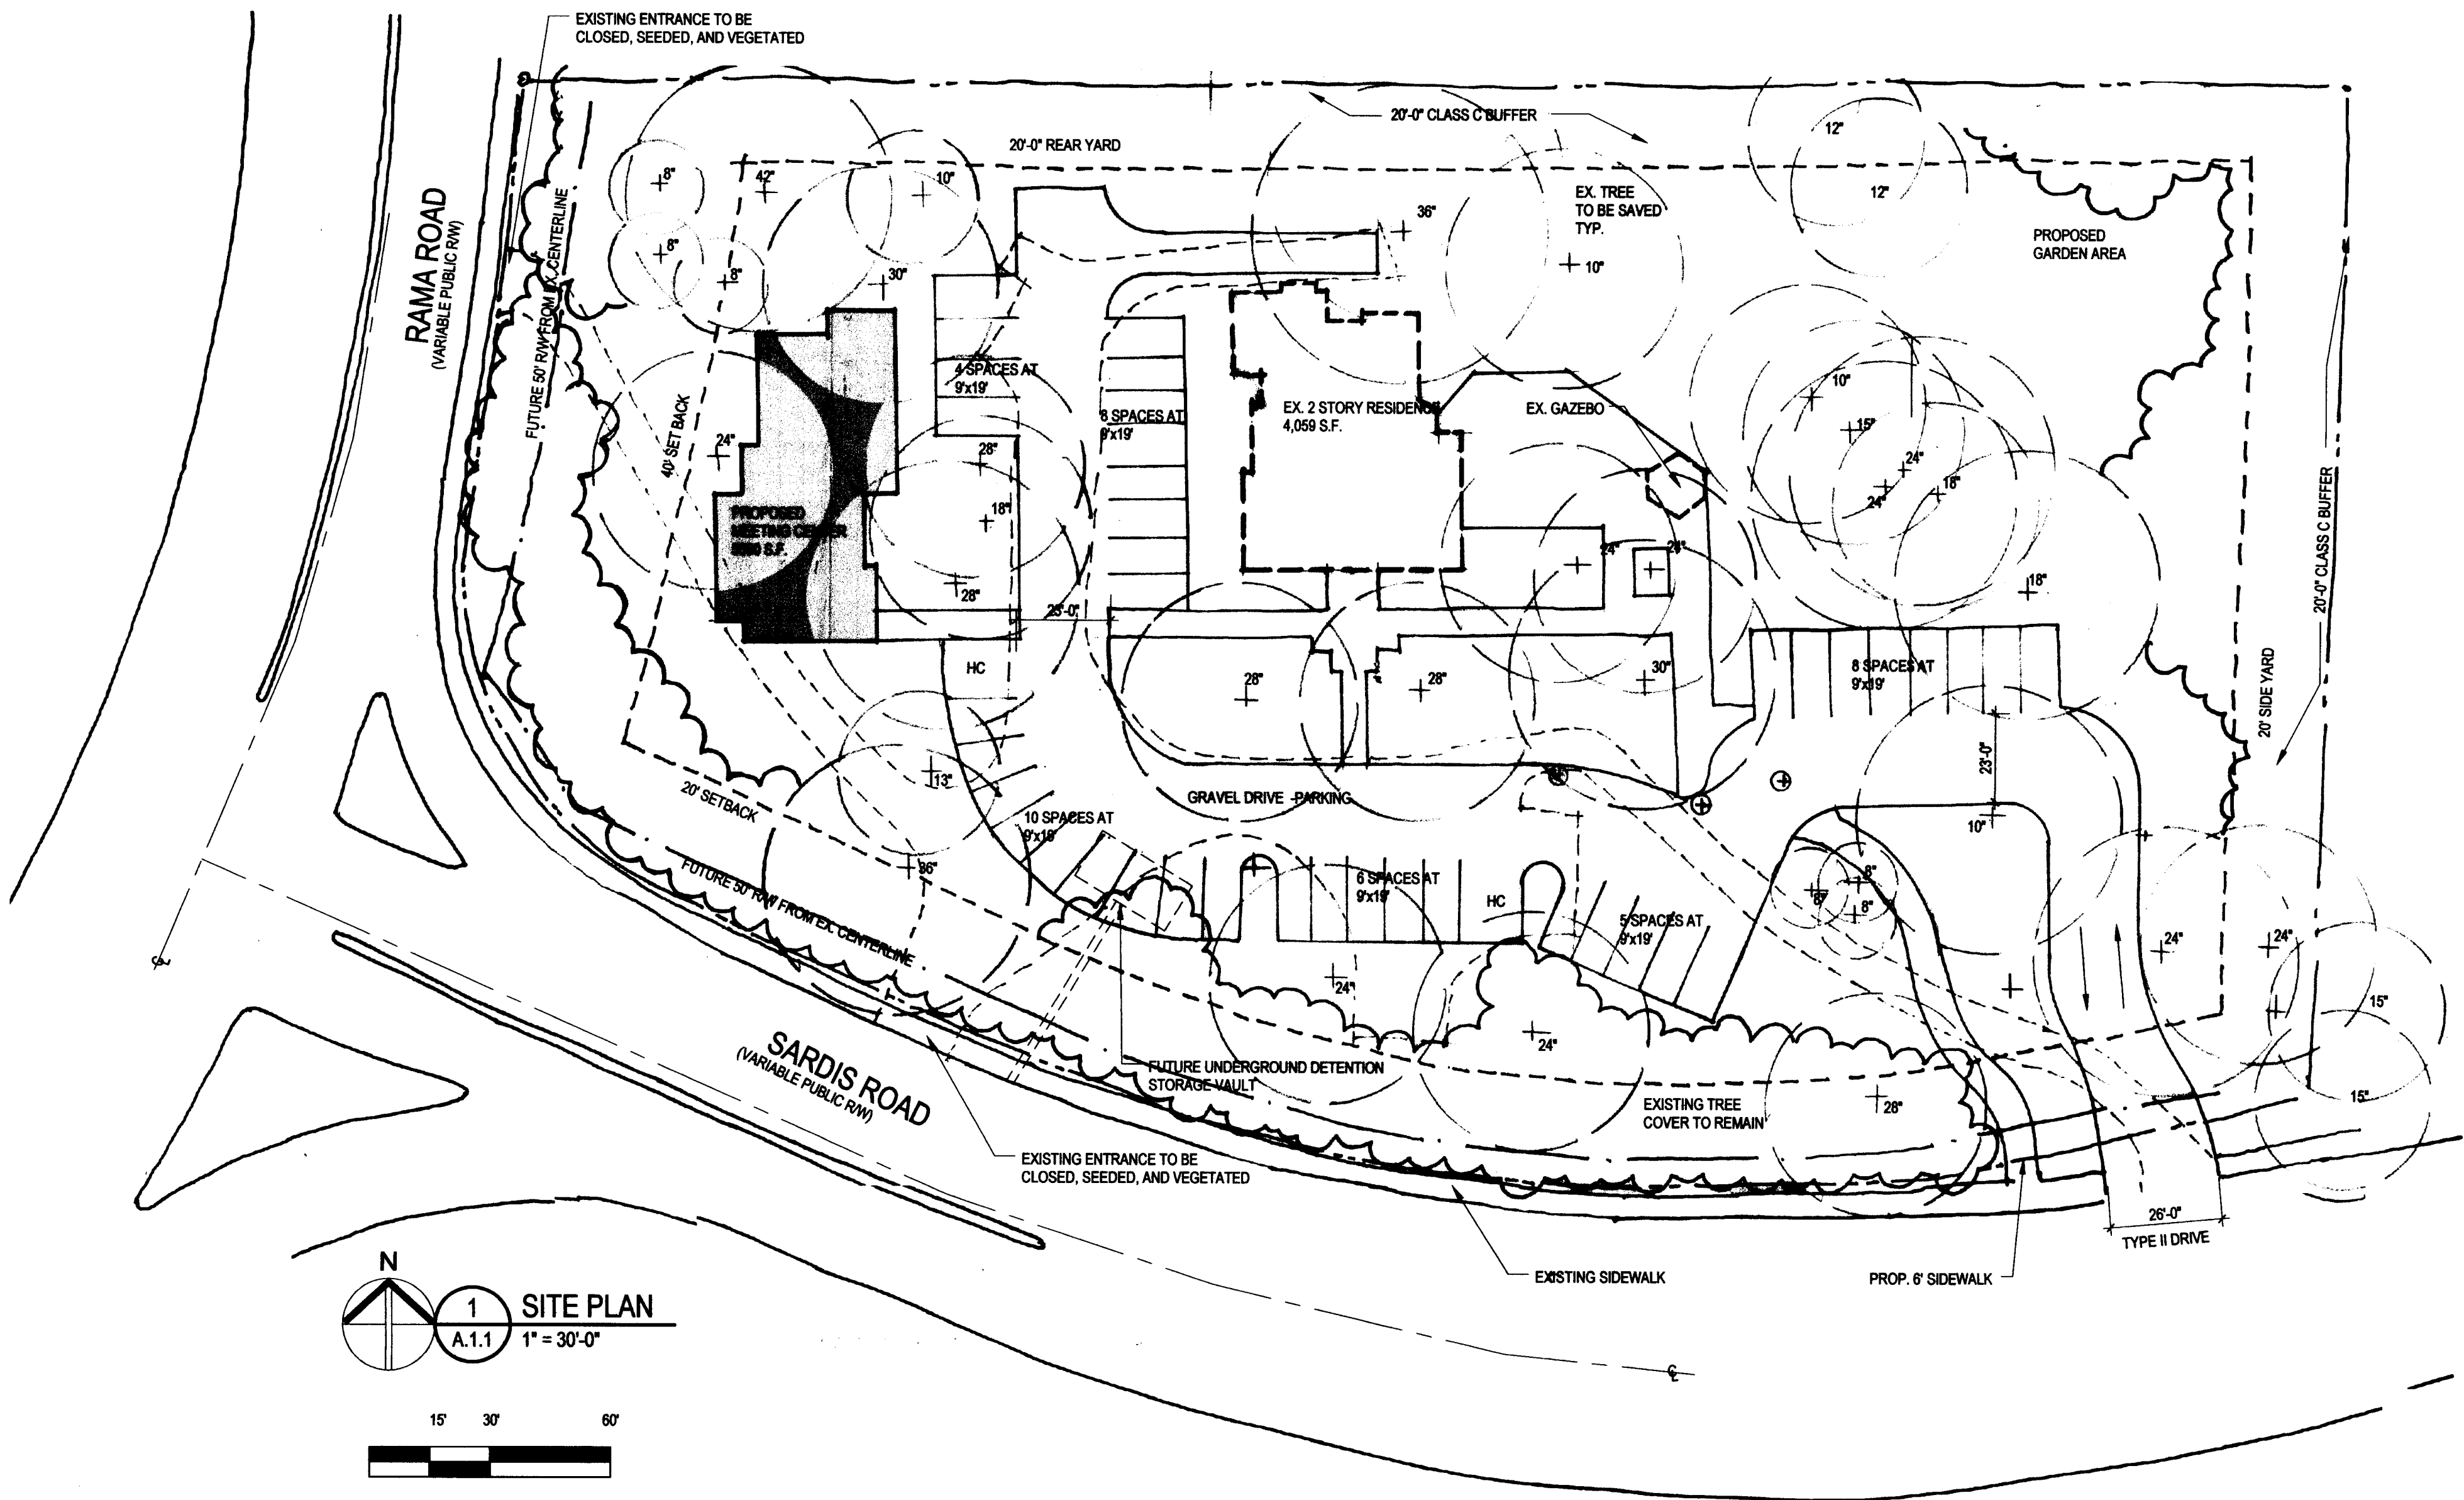 EXISTING ENTRANCE TO BE
CLOSED, SEEDED, AND VEGETATED
20'-0" CLASS C BUFFER
20'-0" REAR YARD
12"
12"
8"
42"
10"
36"
EX. TREE
TO BE SAVED
TYP.
10"
PROPOSED
GARDEN AREA
RAMA ROAD
(VARIABLE PUBLIC R/W)
FUTURE 50' R/W FROM EX. CENTERLINE
8"
8"
30"
4 SPACES AT
9'x19'
8 SPACES AT
9'x19'
EX. 2 STORY RESIDENCE
4,059 S.F.
EX. GAZEBO
10"
15"
24"
24"
18"
40' SET BACK
24"
28"
18"
28"
PROPOSED
MEETING CENTER
S.F.
24"
24"
18"
20'-0" CLASS C BUFFER
23'-0"
HC
28"
28"
30"
8 SPACES AT
9'x19'
20' SIDE YARD
23'-0"
13"
20' SETBACK
GRAVEL DRIVE - PARKING
10 SPACES AT
9'x19'
10"
36"
FUTURE 50' R/W FROM EX. CENTERLINE
6 SPACES AT
9'x19'
HC
5 SPACES AT
9'x19'
8"
8"
8"
24"
24"
24"
24"
15"
15"
28"
SARDIS ROAD
(VARIABLE PUBLIC R/W)
FUTURE UNDERGROUND DETENTION
STORAGE VAULT
EXISTING TREE
COVER TO REMAIN
EXISTING ENTRANCE TO BE
CLOSED, SEEDED, AND VEGETATED
26'-0"
TYPE II DRIVE
EXISTING SIDEWALK
PROP. 6' SIDEWALK
N
1
A.1.1
SITE PLAN
1" = 30'-0"
15' 30' 60'